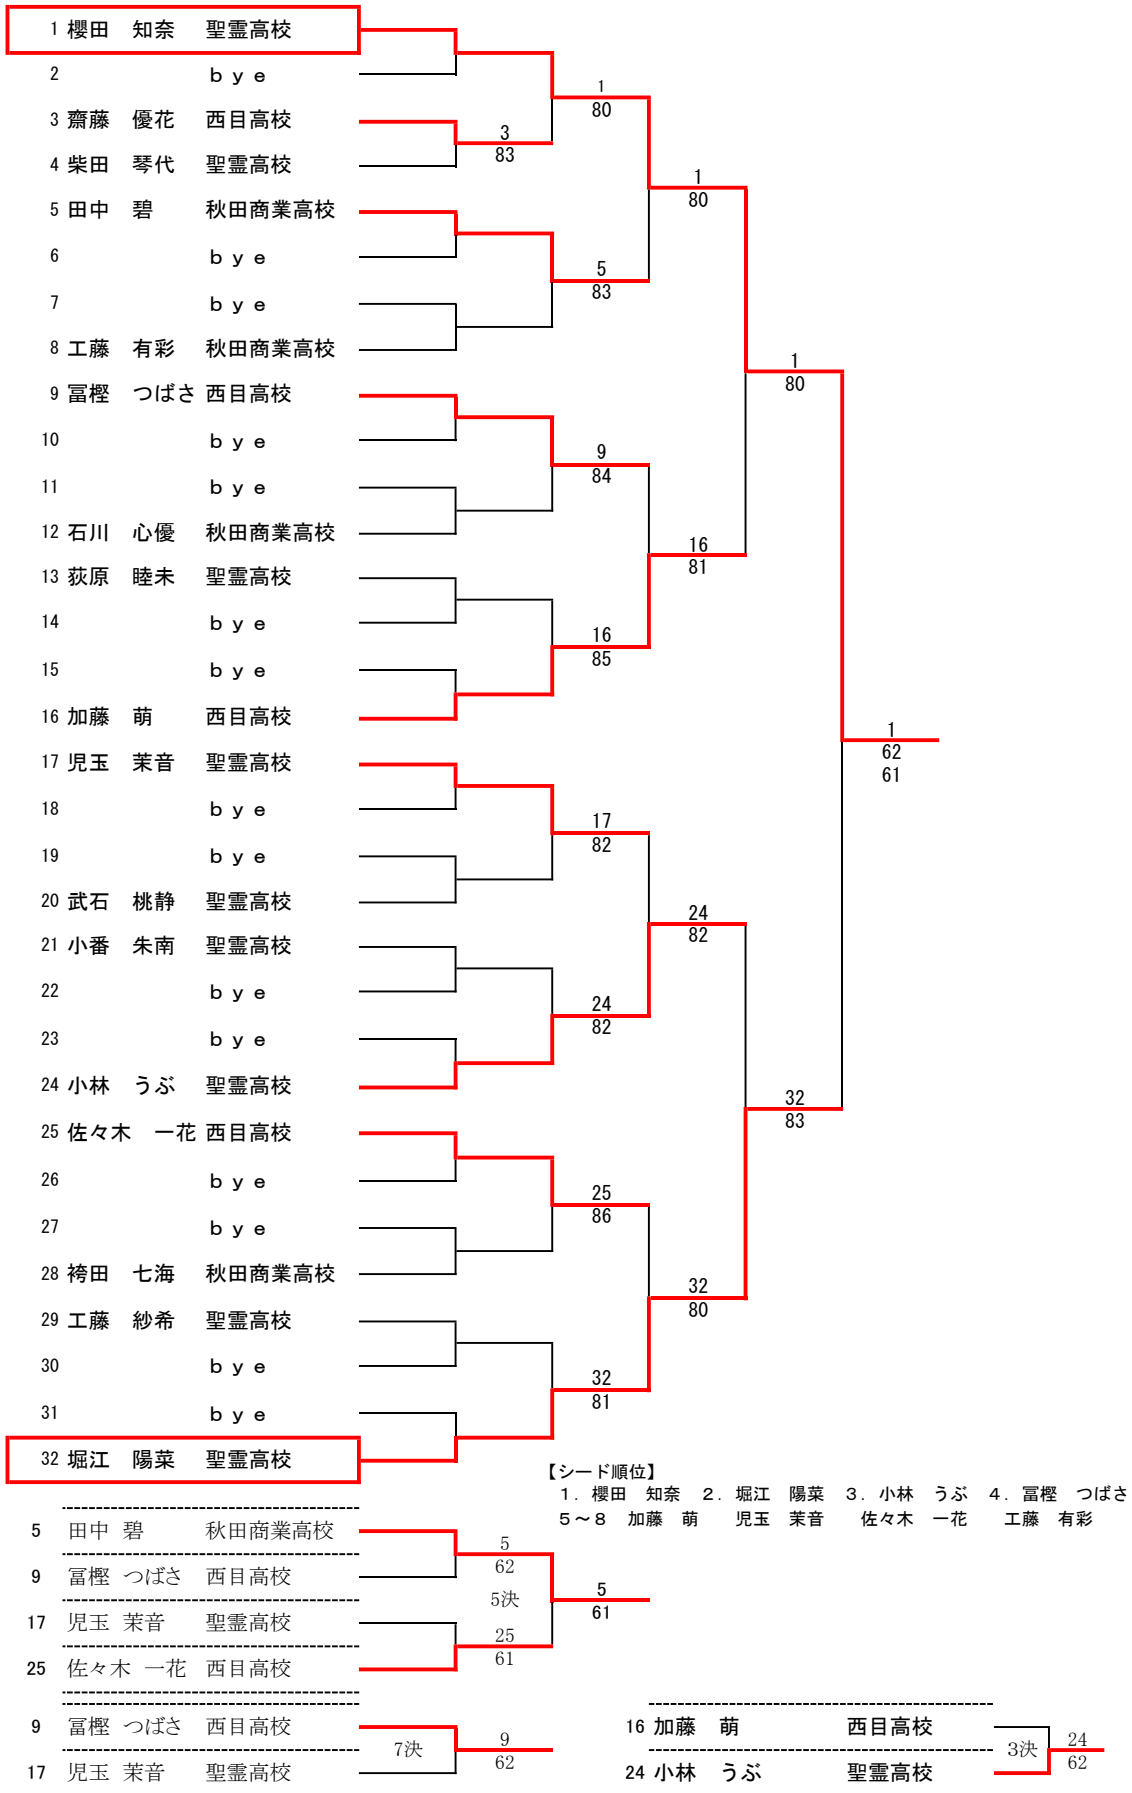 1 櫻田　知奈 聖霊高校
2 ｂｙｅ
1
80
3 齋藤　優花 西目高校
3
83
4 柴田　琴代 聖霊高校
1
80
5 田中　碧 秋田商業高校
6 ｂｙｅ
5
83
7 ｂｙｅ
8 工藤　有彩 秋田商業高校
1
80
9 冨樫　つばさ 西目高校
10 ｂｙｅ
9
84
11 ｂｙｅ
12 石川　心優 秋田商業高校
16
81
13 荻原　睦未 聖霊高校
14 ｂｙｅ
16
85
15 ｂｙｅ
16 加藤　萌 西目高校
1
62
61
17 児玉　茉音 聖霊高校
18 ｂｙｅ
17
82
19 ｂｙｅ
20 武石　桃静 聖霊高校
24
82
21 小番　朱南 聖霊高校
22 ｂｙｅ
24
82
23 ｂｙｅ
24 小林　うぶ 聖霊高校
32
83
25 佐々木　一花 西目高校
26 ｂｙｅ
25
86
27 ｂｙｅ
28 袴田　七海 秋田商業高校
32
80
29 工藤　紗希 聖霊高校
30 ｂｙｅ
32
81
31 ｂｙｅ
32 堀江　陽菜 聖霊高校
【シード順位】
１．櫻田　知奈　２．堀江　陽菜　３．小林　うぶ　４．冨樫　つばさ
５～８　加藤　萌　児玉　茉音　佐々木　一花　工藤　有彩
5 田中 碧 秋田商業高校
5
62
9 冨樫 つばさ 西目高校
5決
5
61
17 児玉 茉音 聖霊高校
25
61
25 佐々木 一花 西目高校
9 冨樫 つばさ 西目高校
7決
9
62
17 児玉 茉音 聖霊高校
16 加藤　萌 西目高校
3決
24
62
24 小林　うぶ 聖霊高校